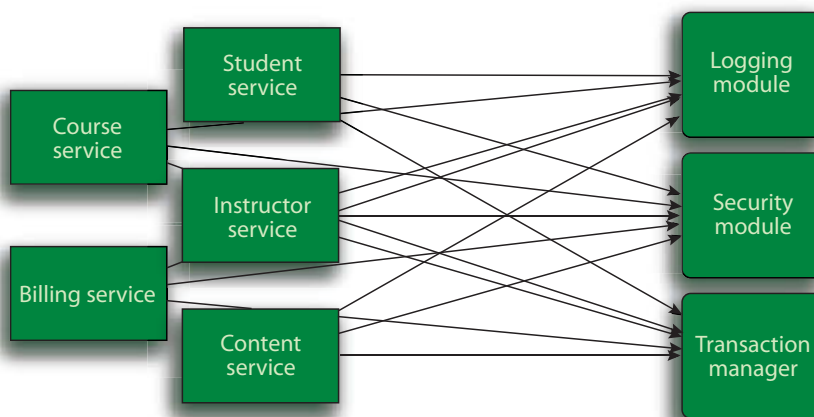 Student
service
Logging
module
Course
service
Instructor
service
Security
module
Billing service
Content
service
Transaction
manager